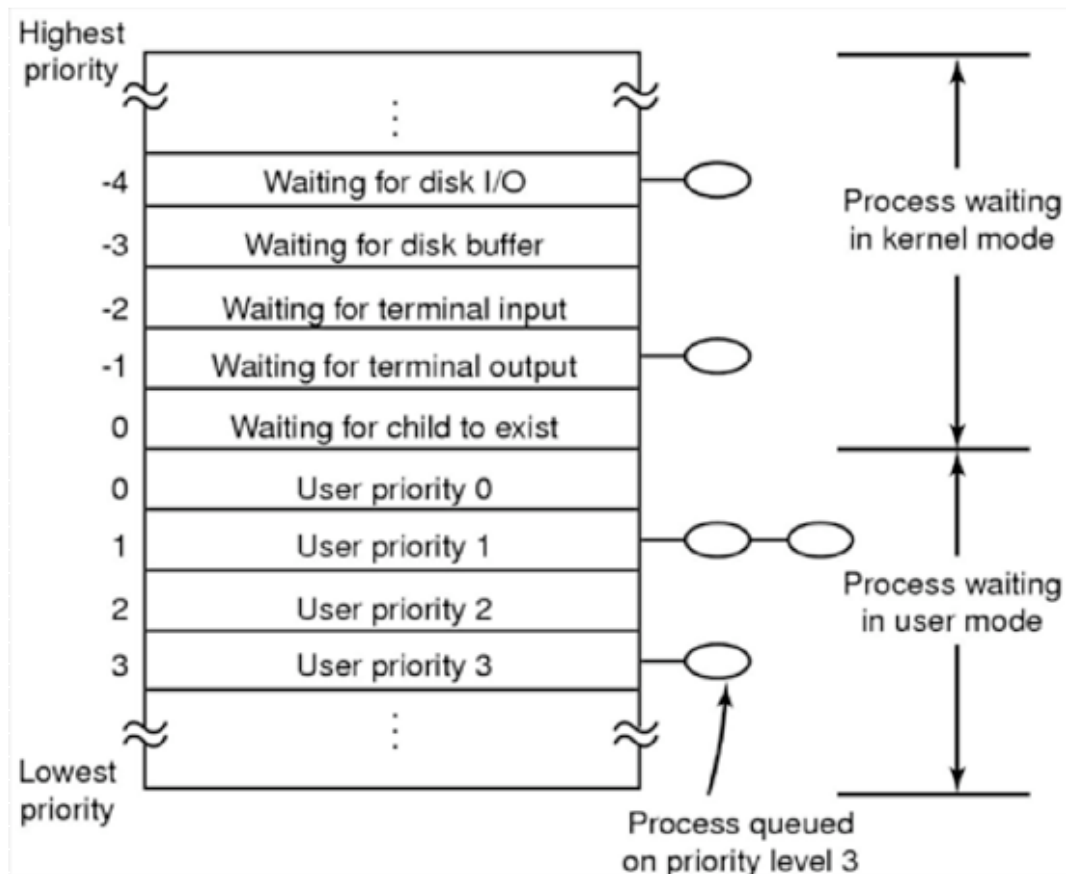 Highest
priority
⋮
-4 Waiting for disk I/O
-3 Waiting for disk buffer
-2 Waiting for terminal input
-1 Waiting for terminal output
0 Waiting for child to exist
0 User priority 0
1 User priority 1
2 User priority 2
3 User priority 3
⋮
Lowest
priority
Process waiting
in kernel mode
Process waiting
in user mode
Process queued
on priority level 3